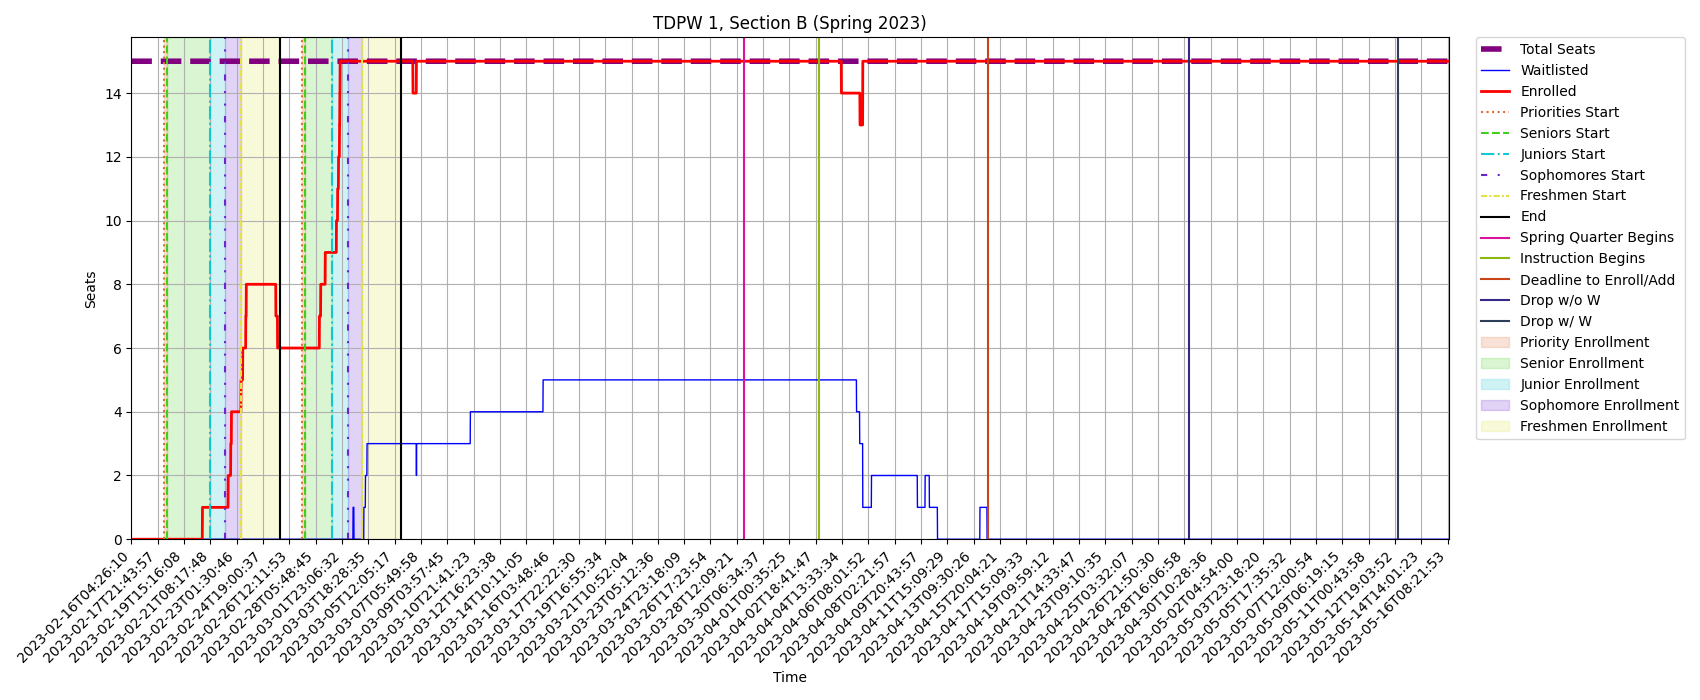 TDPW 1, Section B (Spring 2023)
Seats
14
12
10
8
6
4
2
0
2023-02-16T04:26:10
2023-02-17T21:43:57
2023-02-19T15:16:08
2023-02-21T08:17:48
2023-02-23T01:30:46
2023-02-24T19:00:37
2023-02-26T12:11:53
2023-02-28T05:48:45
2023-03-01T23:06:32
2023-03-03T18:28:35
2023-03-05T12:05:17
2023-03-07T05:49:58
2023-03-09T03:57:45
2023-03-10T21:41:23
2023-03-12T16:23:38
2023-03-14T10:11:05
2023-03-16T03:48:46
2023-03-17T22:22:30
2023-03-19T16:55:34
2023-03-21T10:52:04
2023-03-23T05:12:36
2023-03-24T23:18:09
2023-03-26T17:23:54
2023-03-28T12:09:21
2023-03-30T06:34:37
2023-04-01T00:35:25
2023-04-02T18:41:47
2023-04-04T13:33:34
2023-04-06T08:01:52
2023-04-08T02:21:57
2023-04-09T20:43:57
2023-04-11T15:09:29
2023-04-13T09:30:26
2023-04-15T20:04:21
2023-04-17T15:09:33
2023-04-19T09:59:12
2023-04-21T14:33:47
2023-04-23T09:10:35
2023-04-25T03:32:07
2023-04-26T21:50:30
2023-04-28T16:06:58
2023-04-30T10:28:36
2023-05-02T04:54:00
2023-05-03T23:18:20
2023-05-05T17:35:32
2023-05-07T12:00:54
2023-05-09T06:19:15
2023-05-11T00:43:58
2023-05-12T19:03:52
2023-05-14T14:01:23
2023-05-16T08:21:53
Time
Total Seats
Waitlisted
Enrolled
Priorities Start
Seniors Start
Juniors Start
Sophomores Start
Freshmen Start
End
Spring Quarter Begins
Instruction Begins
Deadline to Enroll/Add
Drop w/o W
Drop w/ W
Priority Enrollment
Senior Enrollment
Junior Enrollment
Sophomore Enrollment
Freshmen Enrollment